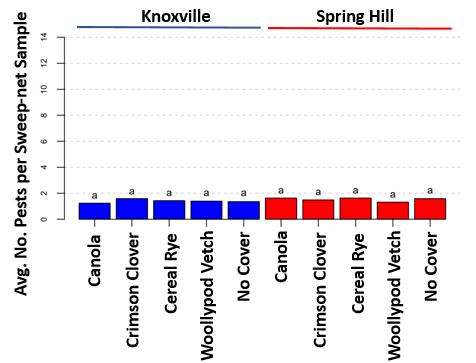 Knoxville
Spring Hill
Avg. No. Pests per Sweep-net Sample
14
12
10
8
6
4
2
0
a
a
a
a
a
a
a
a
a
a
Canola
Crimson Clover
Cereal Rye
Woollypod Vetch
No Cover
Canola
Crimson Clover
Cereal Rye
Woollypod Vetch
No Cover